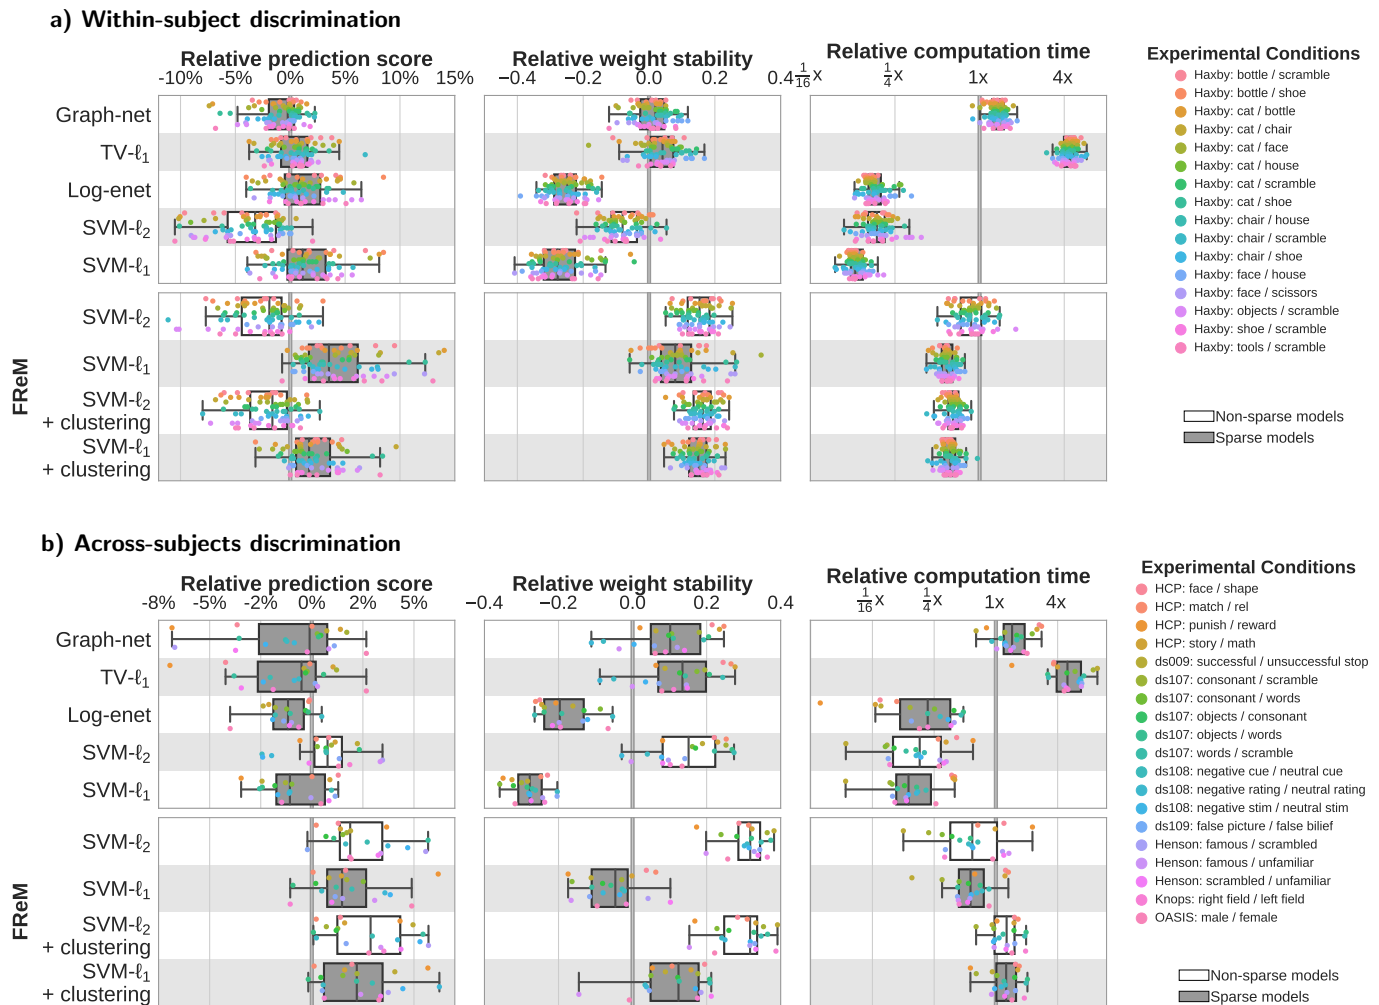 a) Within-subject discrimination
Relative prediction score
Relative weight stability
Relative computation time
Experimental Conditions
-10% -5% 0% 5% 10% 15%
−0.4 −0.2 0.0 0.2 0.4
1/16 x 1/4 x 1x 4x
Graph-net
TV-ℓ1
Log-enet
SVM-ℓ2
SVM-ℓ1
FReM
SVM-ℓ2
SVM-ℓ1
SVM-ℓ2
+ clustering
SVM-ℓ1
+ clustering
Haxby: bottle / scramble
Haxby: bottle / shoe
Haxby: cat / bottle
Haxby: cat / chair
Haxby: cat / face
Haxby: cat / house
Haxby: cat / scramble
Haxby: cat / shoe
Haxby: chair / house
Haxby: chair / scramble
Haxby: chair / shoe
Haxby: face / house
Haxby: face / scissors
Haxby: objects / scramble
Haxby: shoe / scramble
Haxby: tools / scramble
Non-sparse models
Sparse models
b) Across-subjects discrimination
Relative prediction score
Relative weight stability
Relative computation time
Experimental Conditions
-8% -5% -2% 0% 2% 5%
−0.4 −0.2 0.0 0.2 0.4
1/16 x 1/4 x 1x 4x
Graph-net
TV-ℓ1
Log-enet
SVM-ℓ2
SVM-ℓ1
FReM
SVM-ℓ2
SVM-ℓ1
SVM-ℓ2
+ clustering
SVM-ℓ1
+ clustering
HCP: face / shape
HCP: match / rel
HCP: punish / reward
HCP: story / math
ds009: successful / unsuccessful stop
ds107: consonant / scramble
ds107: consonant / words
ds107: objects / consonant
ds107: objects / words
ds107: words / scramble
ds108: negative cue / neutral cue
ds108: negative rating / neutral rating
ds108: negative stim / neutral stim
ds109: false picture / false bilief
Henson: famous / scrambled
Henson: famous / unfamiliar
Henson: scrambled / unfamiliar
Knops: right field / left field
OASIS: male / female
Non-sparse models
Sparse models